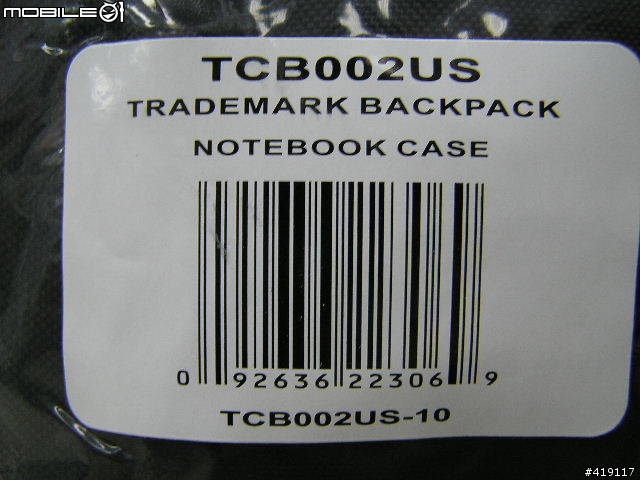 MOBILE01
TCB002US
TRADEMARK BACKPACK
NOTEBOOK CASE
0 92636 22306 9
TCB002US-10
#419117